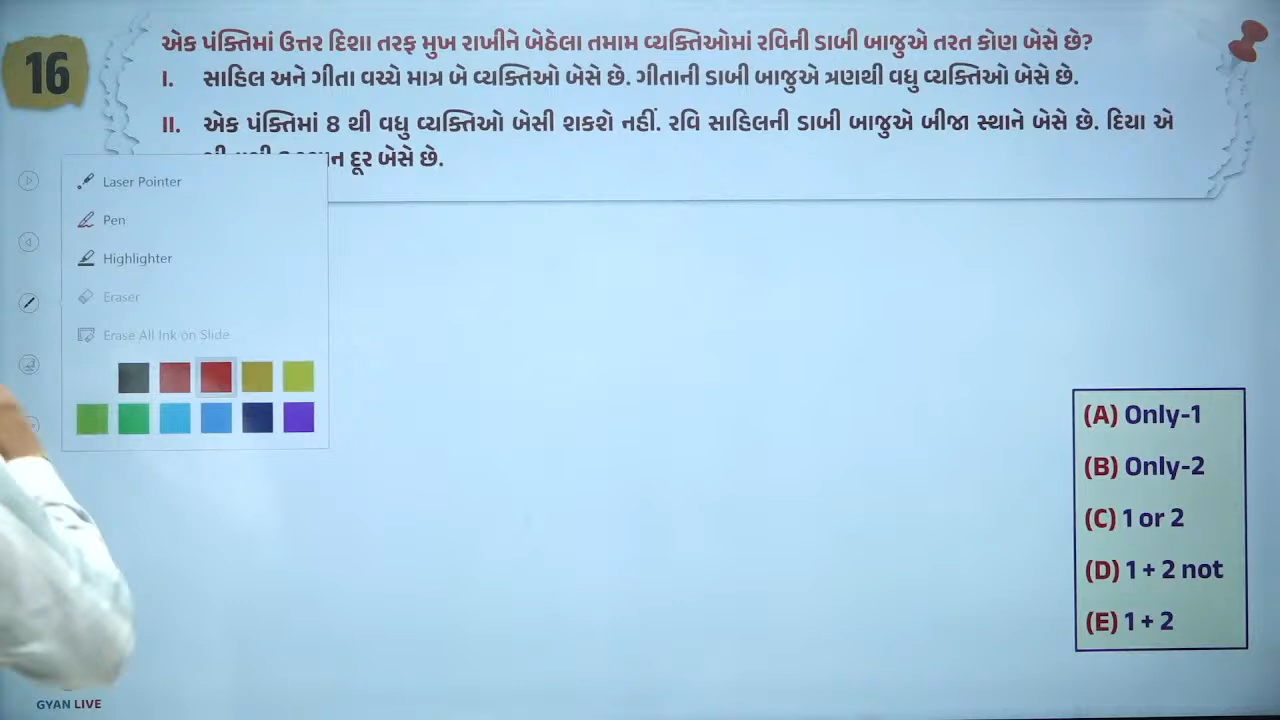 16
એક પંક્તિમાં ઉત્તર દિશા તરફ મુખ રાખીને બેઠેલા તમામ વ્યક્તિઓમાં રવિની ડાબી બાજુએ તરત કોણ બેસે છે?
I. સાહિલ અને ગીતા વચ્ચે માત્ર બે વ્યક્તિઓ બેસે છે. ગીતાની ડાબી બાજુએ ત્રણથી વધુ વ્યક્તિઓ બેસે છે.
II. એક પંક્તિમાં 8 થી વધુ વ્યક્તિઓ બેસી શકશે નહીં. રવિ સાહિલની ડાબી બાજુએ બીજા સ્થાને બેસે છે. દિયા એ
દૂર બેસે છે.
Laser Pointer
Pen
Highlighter
Eraser
Erase All Ink on Slide
(A) Only-1
(B) Only-2
(C) 1 or 2
(D) 1 + 2 not
(E) 1 + 2
GYAN LIVE